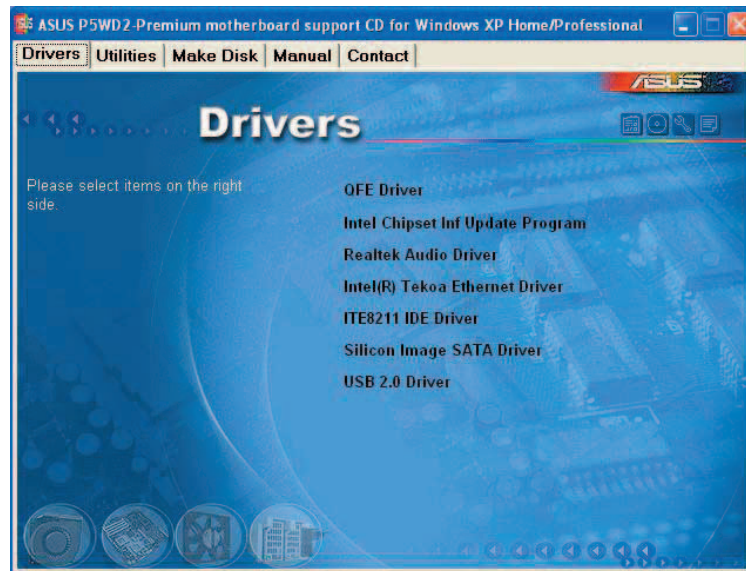 ASUS P5WD2-Premium motherboard support CD for Windows XP Home/Professional
Drivers Utilities Make Disk Manual Contact
ASUS
Drivers
Please select items on the right
side.
QFE Driver
Intel Chipset Inf Update Program
Realtek Audio Driver
Intel(R) Tekoa Ethernet Driver
ITE8211 IDE Driver
Silicon Image SATA Driver
USB 2.0 Driver